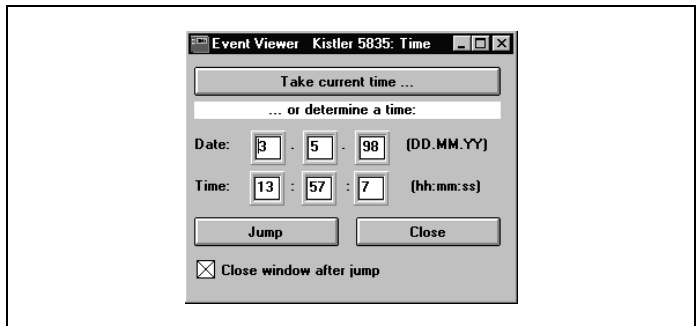 Event Viewer Kistler 5835: Time
Take current time ...
... or determine a time:
Date: 3 . 5 . 98 (DD.MM.YY)
Time: 13 : 57 : 7 (hh:mm:ss)
Jump Close
Close window after jump